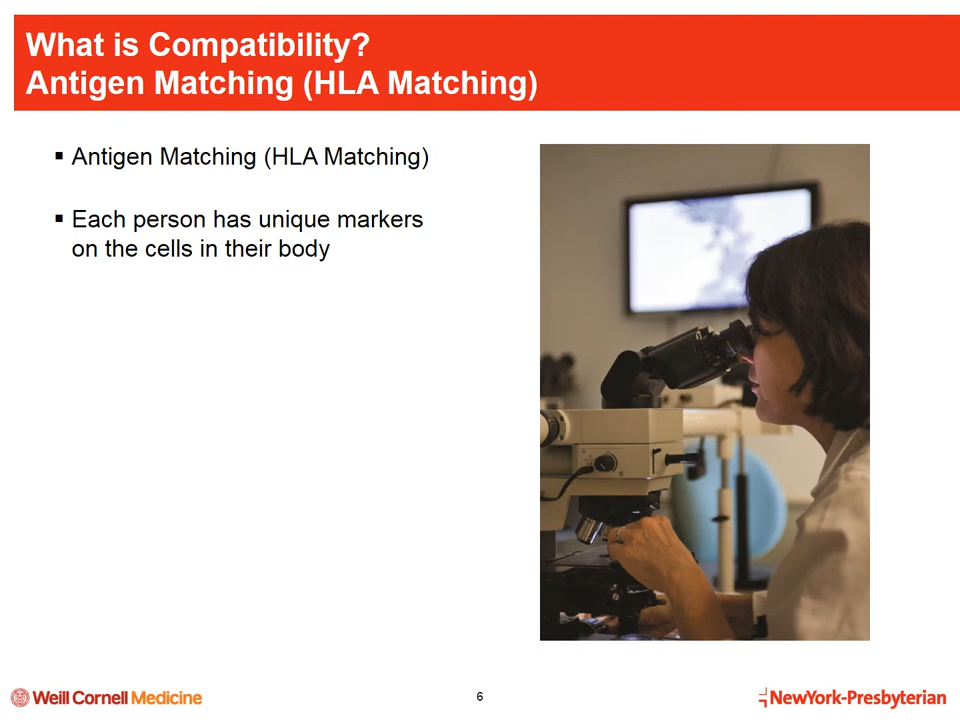 What is Compatibility?
Antigen Matching (HLA Matching)
▪ Antigen Matching (HLA Matching)
▪ Each person has unique markers
on the cells in their body
Weill Cornell Medicine
6
NewYork-Presbyterian